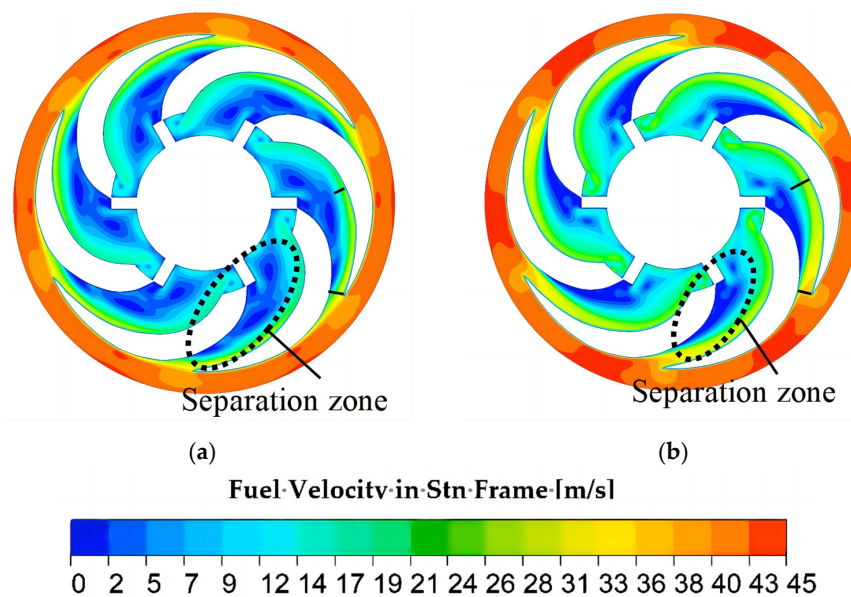 Separation zone
Separation zone
(a)
(b)
Fuel·Velocity·in·Stn·Frame·[m/s]
0 2 5 7 9 12 14 17 19 21 24 26 28 31 33 36 38 40 43 45